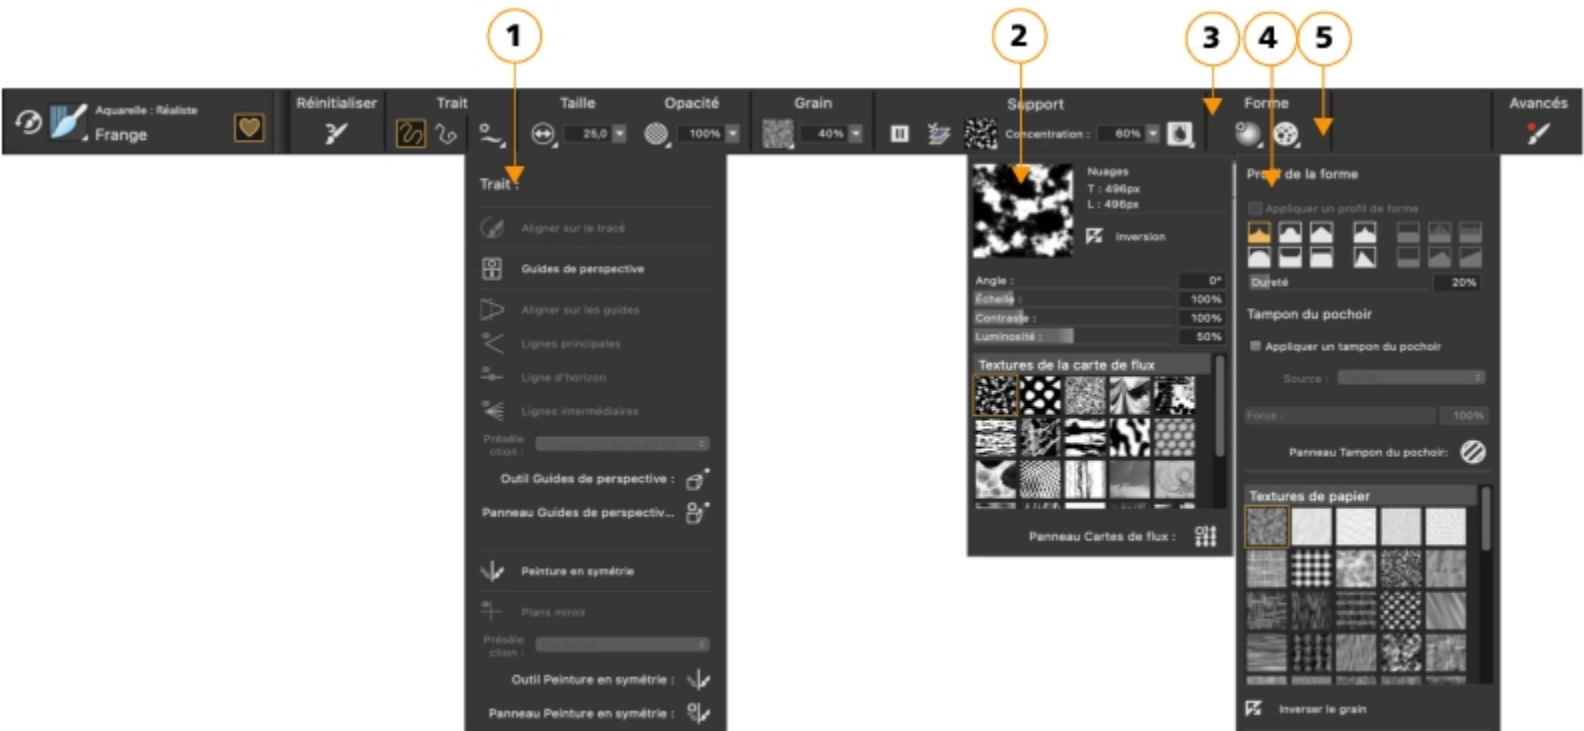 1
2
3
4
5
Aquarelle : Réaliste
Frange
Réinitialiser
Trait
Taille
25,0
Opacité
100%
Grain
40%
Support
Concentration :
60%
Forme
Avancés
Trait :
Aligner sur le tracé
Guides de perspective
Aligner sur les guides
Lignes principales
Ligne d'horizon
Lignes intermédiaires
Préséle
ction :
Outil Guides de perspective :
Panneau Guides de perspectiv...
Peinture en symétrie
Plans miroir
Préséle
ction :
Outil Peinture en symétrie :
Panneau Peinture en symétrie :
Nuages
T : 496px
L : 496px
Inversion
Angle :
0°
Échelle :
100%
Contraste :
100%
Luminosité :
50%
Textures de la carte de flux
Panneau Cartes de flux :
Profil de la forme
Appliquer un profil de forme
Dureté
20%
Tampon du pochoir
Appliquer un tampon du pochoir
Source :
Force :
100%
Panneau Tampon du pochoir:
Textures de papier
Inverser le grain